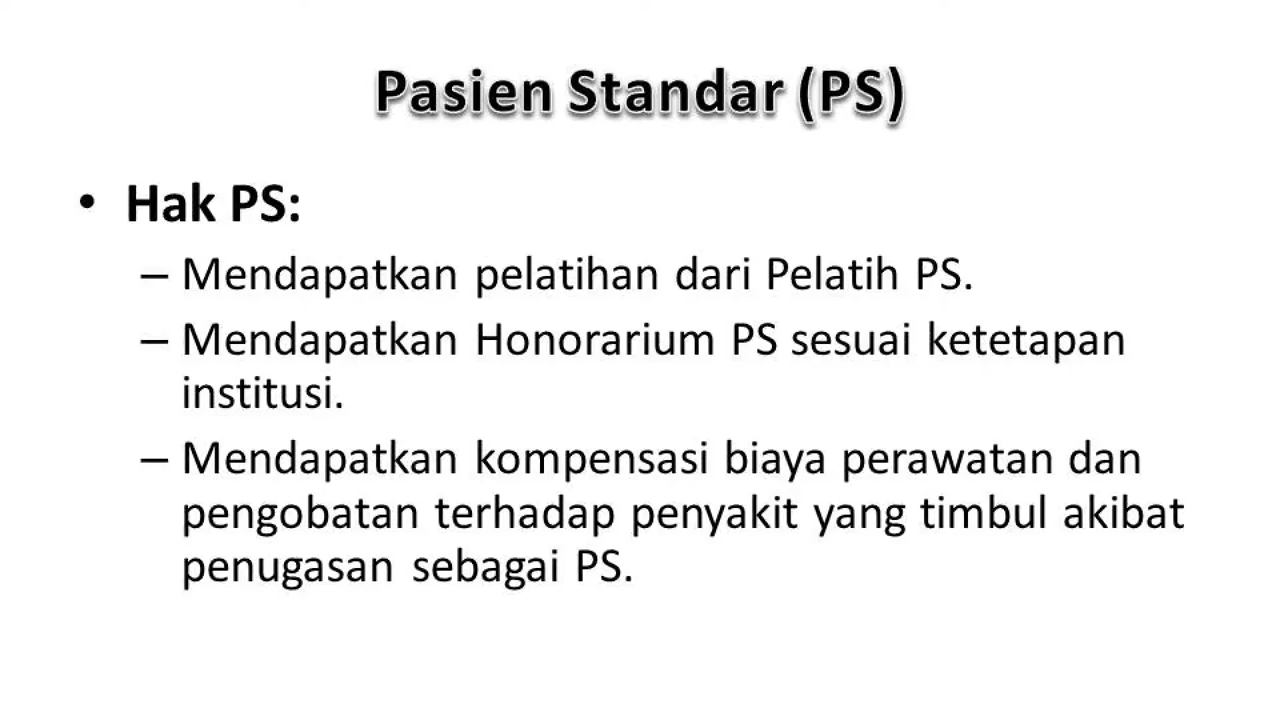 Pasien Standar (PS)
• Hak PS:
– Mendapatkan pelatihan dari Pelatih PS.
– Mendapatkan Honorarium PS sesuai ketetapan
institusi.
– Mendapatkan kompensasi biaya perawatan dan
pengobatan terhadap penyakit yang timbul akibat
penugasan sebagai PS.